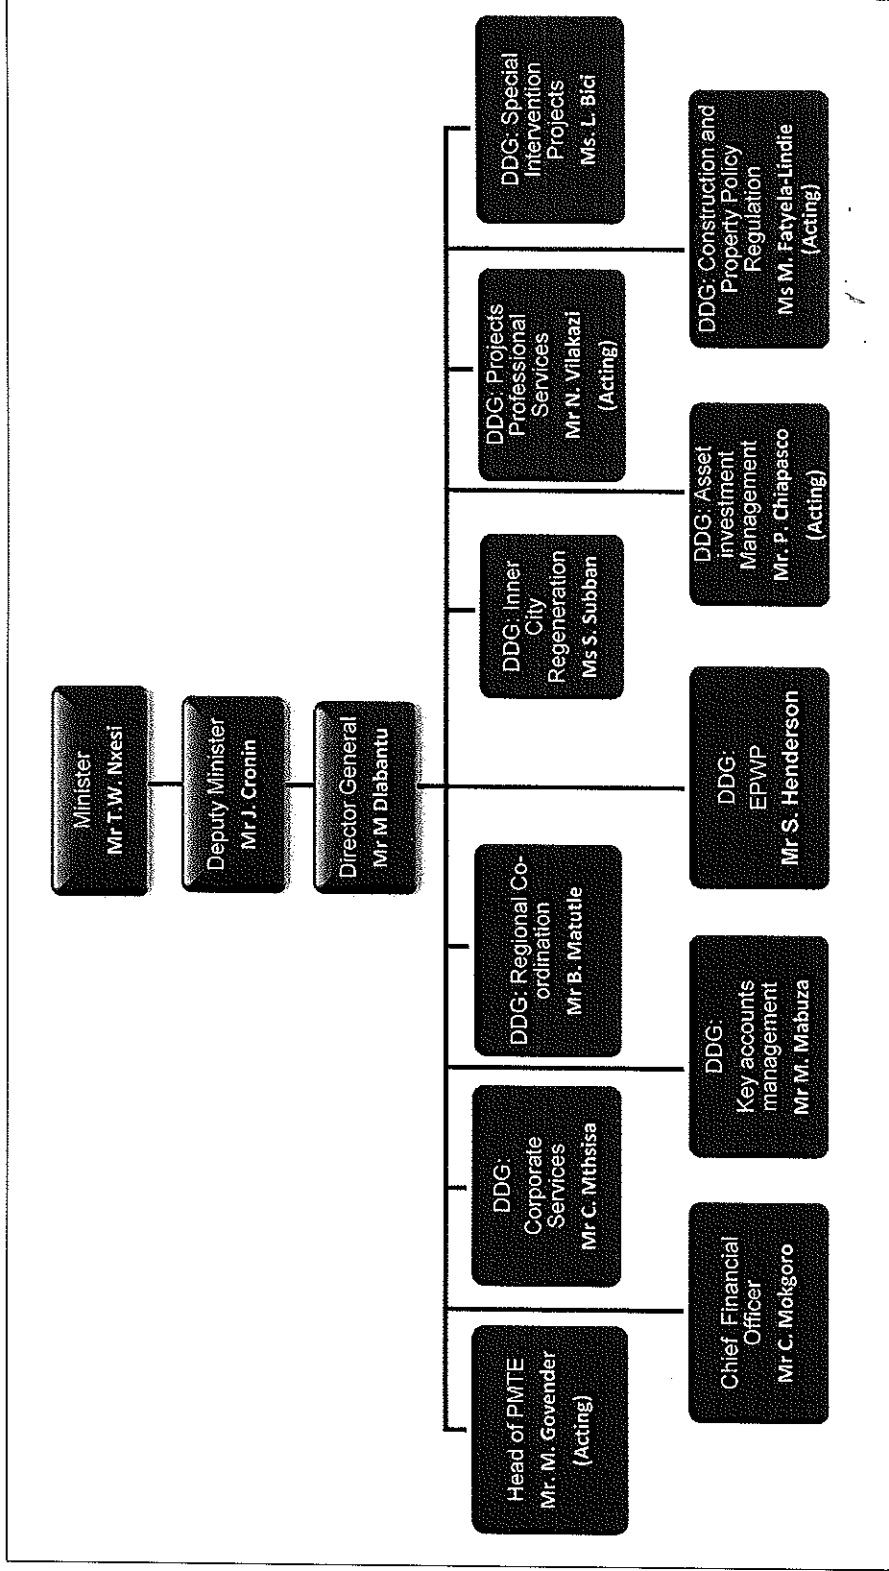 Minister
Mr T.W. Nxesi
Deputy Minister
Mr J. Cronin
Director General
Mr M Dlabantu
Head of PMTE
Mr. M. Govender
(Acting)
DDG:
Corporate
Services
Mr C. Mthsisa
DDG: Regional Co-
ordination
Mr B. Matutle
DDG: Inner
City
Regeneration
Ms S. Subban
DDG: Projects
Professional
Services
Mr N. Vilakazi
(Acting)
DDG: Special
Intervention
Projects
Ms. L. Bici
Chief Financial
Officer
Mr C. Mokgoro
DDG:
Key accounts
management
Mr M. Mabuza
DDG:
EPWP
Mr S. Henderson
DDG: Asset
investment
Management
Mr. P. Chiapasco
(Acting)
DDG: Construction and
Property Policy
Regulation
Ms M. Fatyela-Lindie
(Acting)